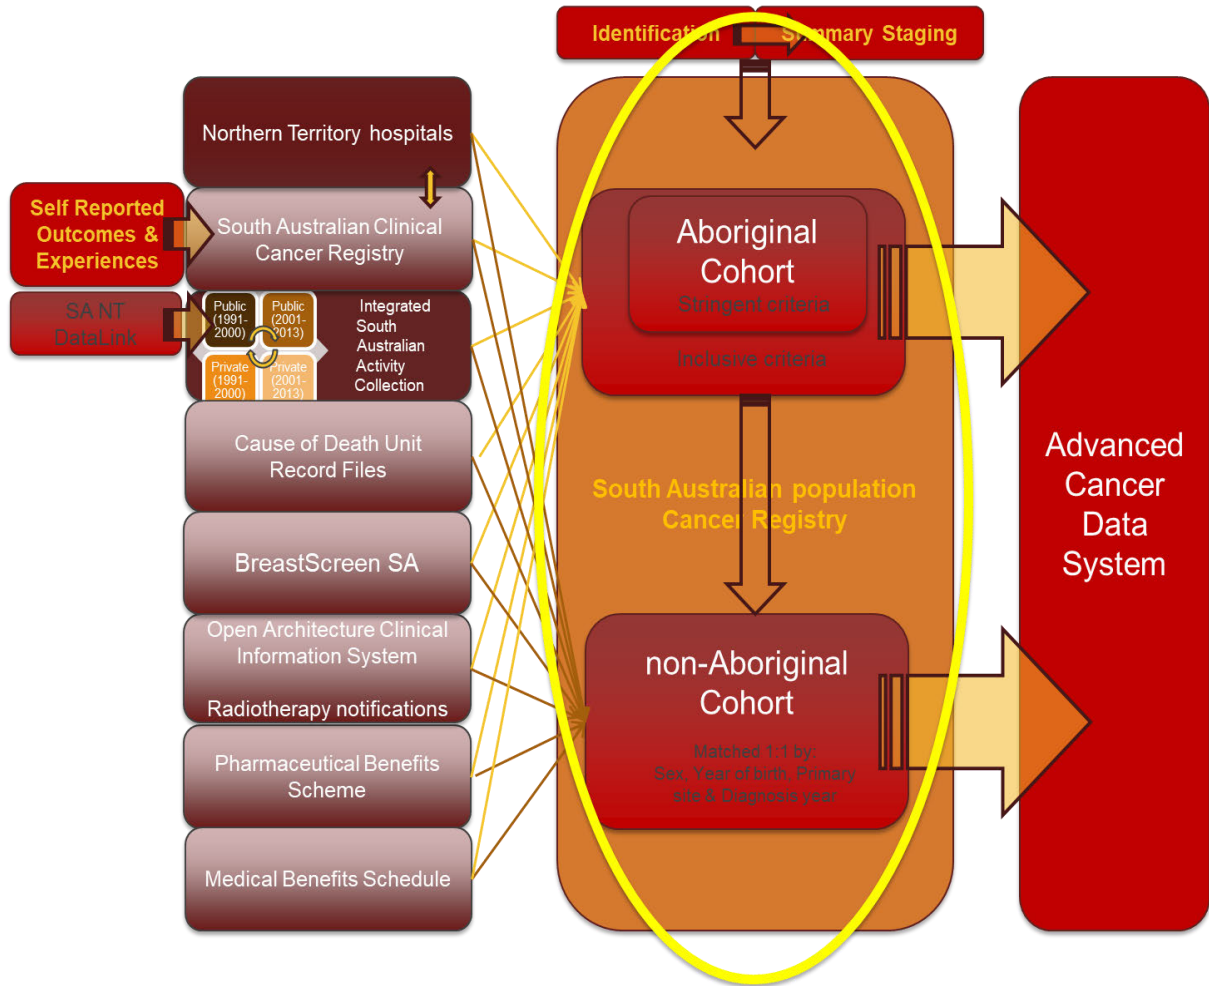 Identification
Summary Staging
Northern Territory hospitals
Self Reported
Outcomes &
Experiences
South Australian Clinical
Cancer Registry
SA NT
DataLink
Public
(1991-
2000)
Public
(2001-
2013)
Private
(1991-
2000)
Private
(2001-
2013)
Integrated
South
Australian
Activity
Collection
Cause of Death Unit
Record Files
BreastScreen SA
Open Architecture Clinical
Information System
Radiotherapy notifications
Pharmaceutical Benefits
Scheme
Medical Benefits Schedule
Aboriginal
Cohort
Stringent criteria
Inclusive criteria
South Australian population
Cancer Registry
non-Aboriginal
Cohort
Matched 1:1 by:
Sex, Year of birth, Primary
site & Diagnosis year
Advanced
Cancer
Data
System